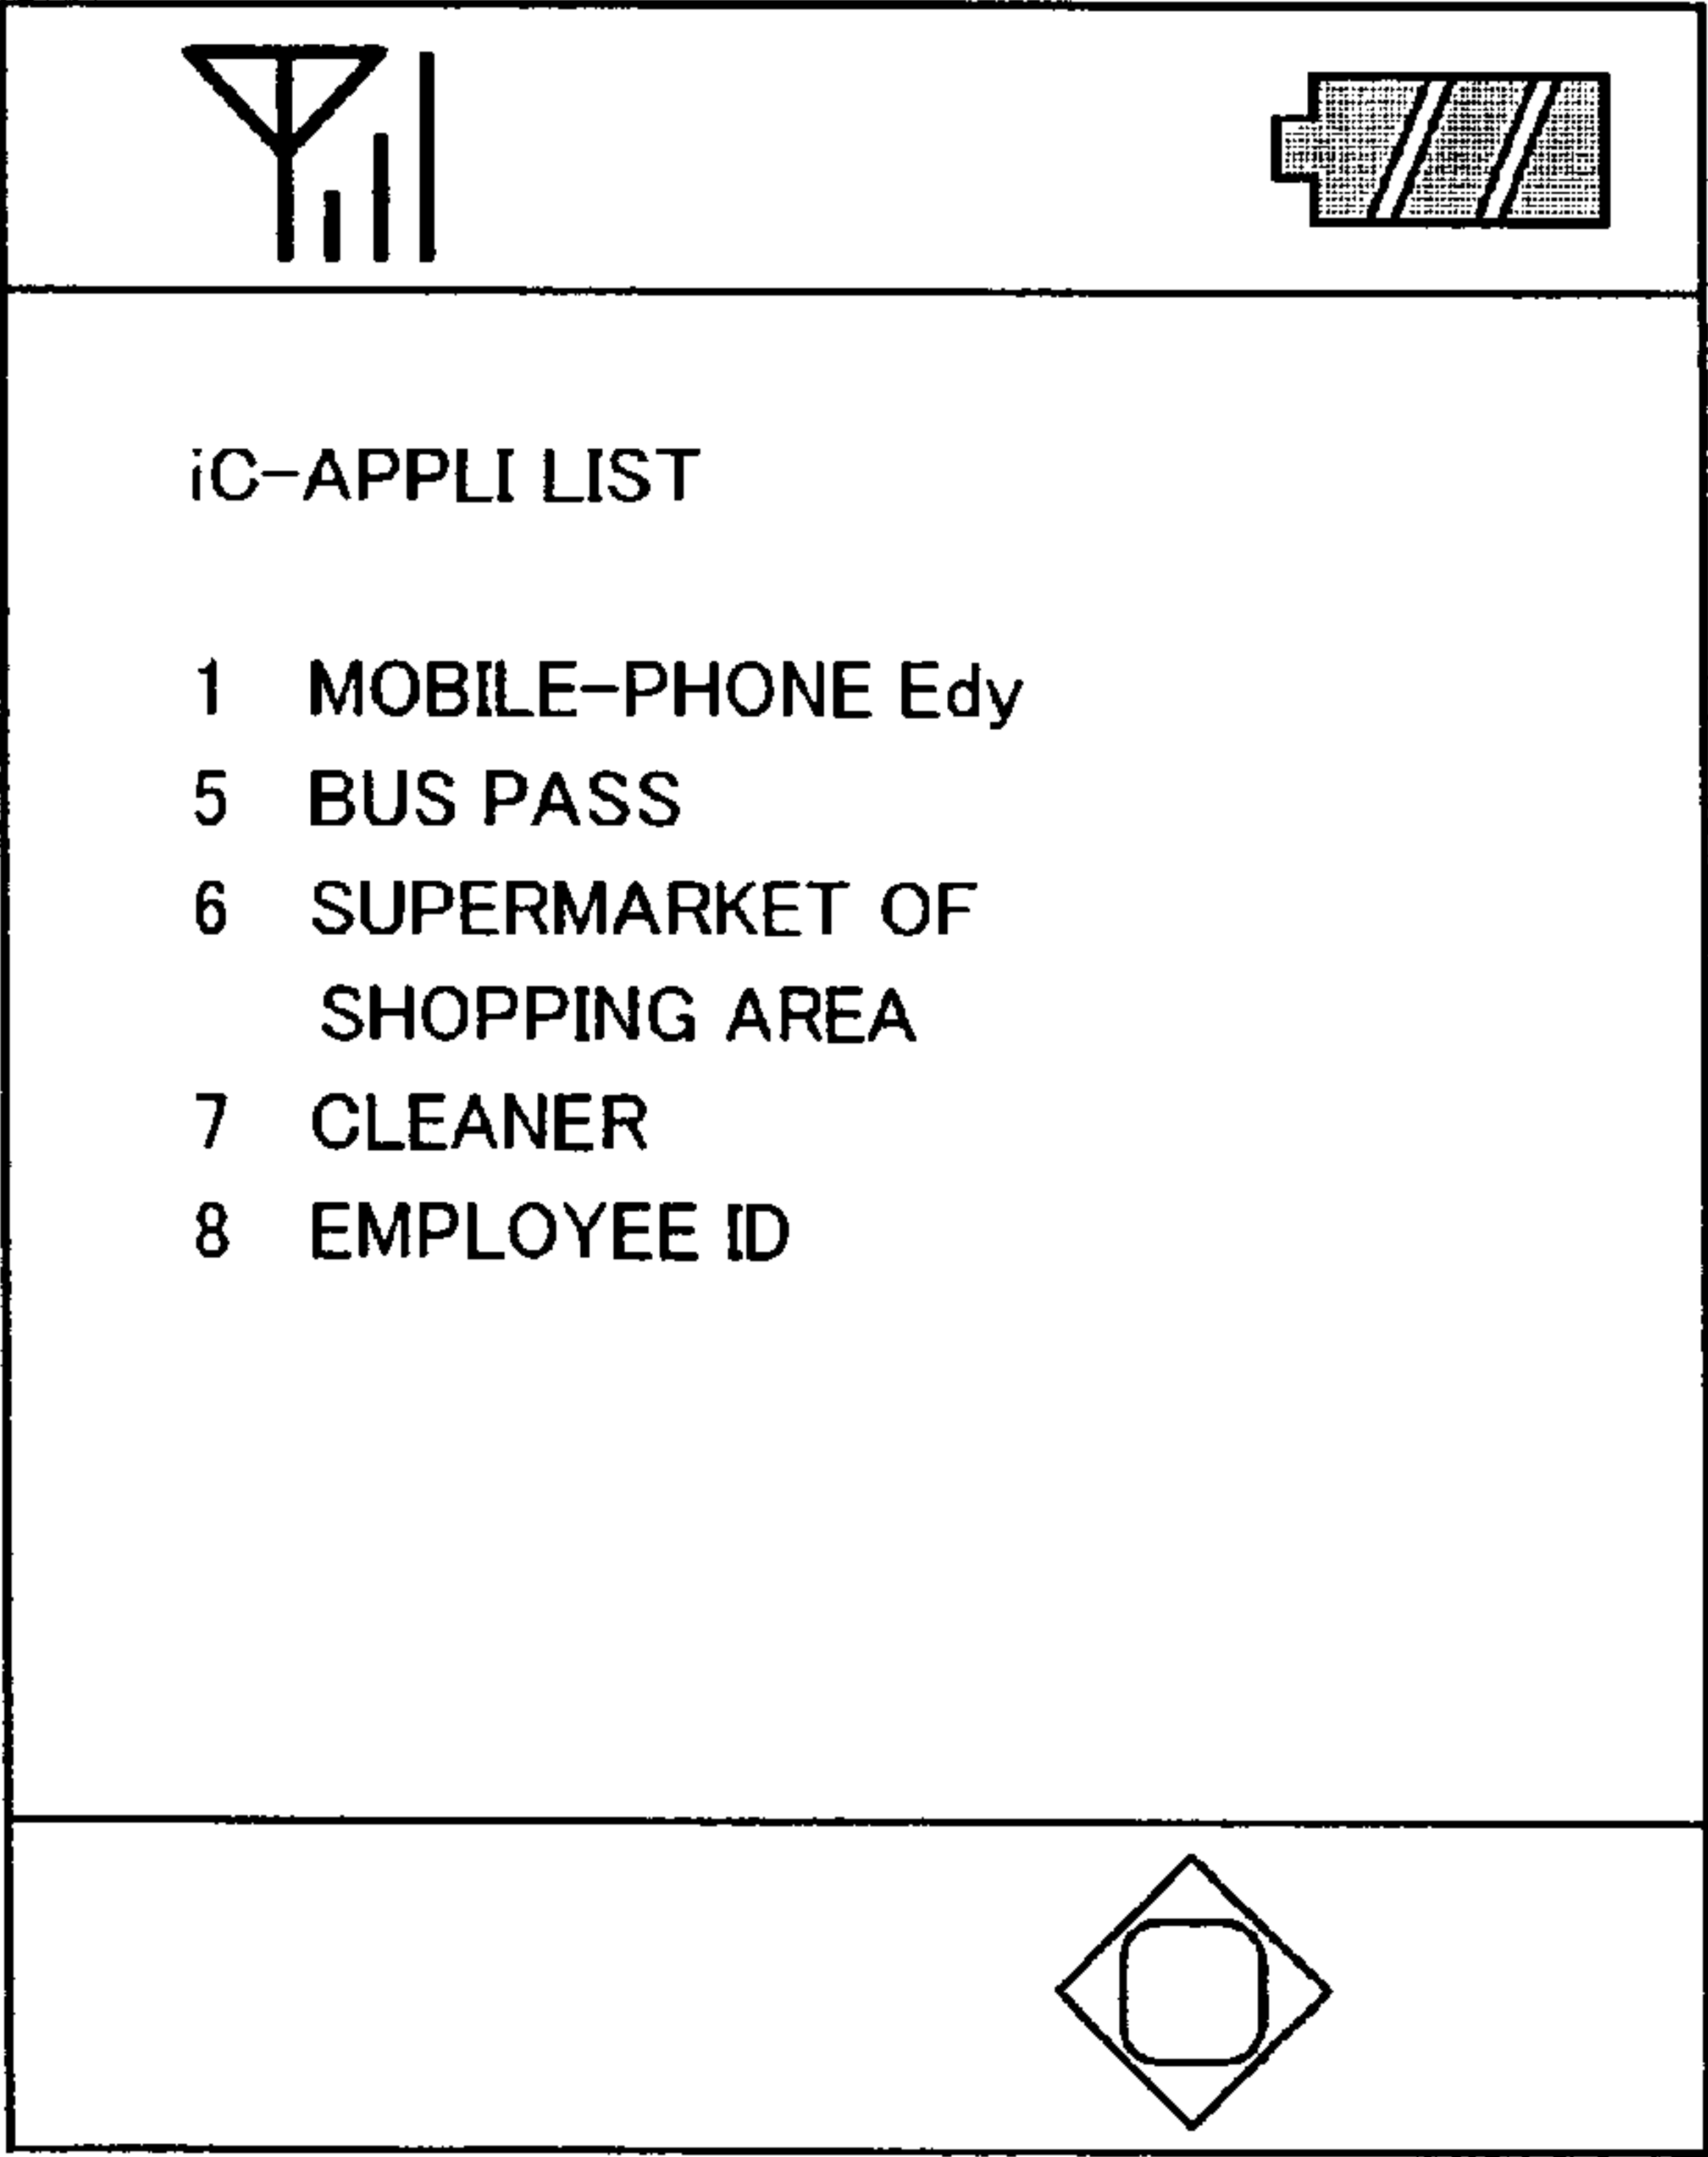 iC-APPLI LIST
1 MOBILE-PHONE Edy
5 BUS PASS
6 SUPERMARKET OF
SHOPPING AREA
7 CLEANER
8 EMPLOYEE ID